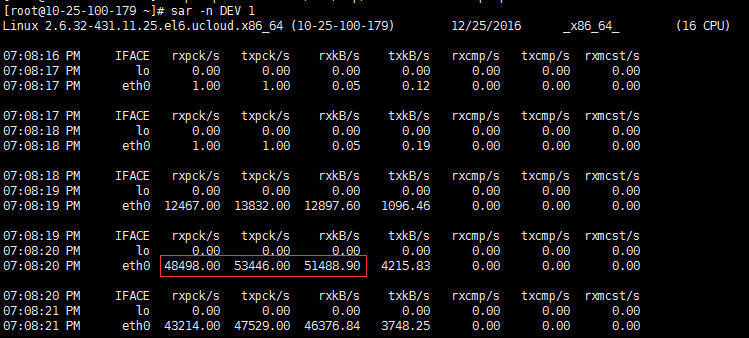 [root@10-25-100-179 ~]# sar -n DEV 1
Linux 2.6.32-431.11.25.el6.ucloud.x86_64 (10-25-100-179) 12/25/2016 _x86_64_ (16 CPU)
07:08:16 PM IFACE rxpck/s txpck/s rxkB/s txkB/s rxcmp/s txcmp/s rxmcst/s
07:08:17 PM lo 0.00 0.00 0.00 0.00 0.00 0.00 0.00
07:08:17 PM eth0 1.00 1.00 0.05 0.12 0.00 0.00 0.00
07:08:17 PM IFACE rxpck/s txpck/s rxkB/s txkB/s rxcmp/s txcmp/s rxmcst/s
07:08:18 PM lo 0.00 0.00 0.00 0.00 0.00 0.00 0.00
07:08:18 PM eth0 1.00 1.00 0.05 0.19 0.00 0.00 0.00
07:08:18 PM IFACE rxpck/s txpck/s rxkB/s txkB/s rxcmp/s txcmp/s rxmcst/s
07:08:19 PM lo 0.00 0.00 0.00 0.00 0.00 0.00 0.00
07:08:19 PM eth0 12467.00 13832.00 12897.60 1096.46 0.00 0.00 0.00
07:08:19 PM IFACE rxpck/s txpck/s rxkB/s txkB/s rxcmp/s txcmp/s rxmcst/s
07:08:20 PM lo 0.00 0.00 0.00 0.00 0.00 0.00 0.00
07:08:20 PM eth0 48498.00 53446.00 51488.90 4215.83 0.00 0.00 0.00
07:08:20 PM IFACE rxpck/s txpck/s rxkB/s txkB/s rxcmp/s txcmp/s rxmcst/s
07:08:21 PM lo 0.00 0.00 0.00 0.00 0.00 0.00 0.00
07:08:21 PM eth0 43214.00 47529.00 46376.84 3748.25 0.00 0.00 0.00